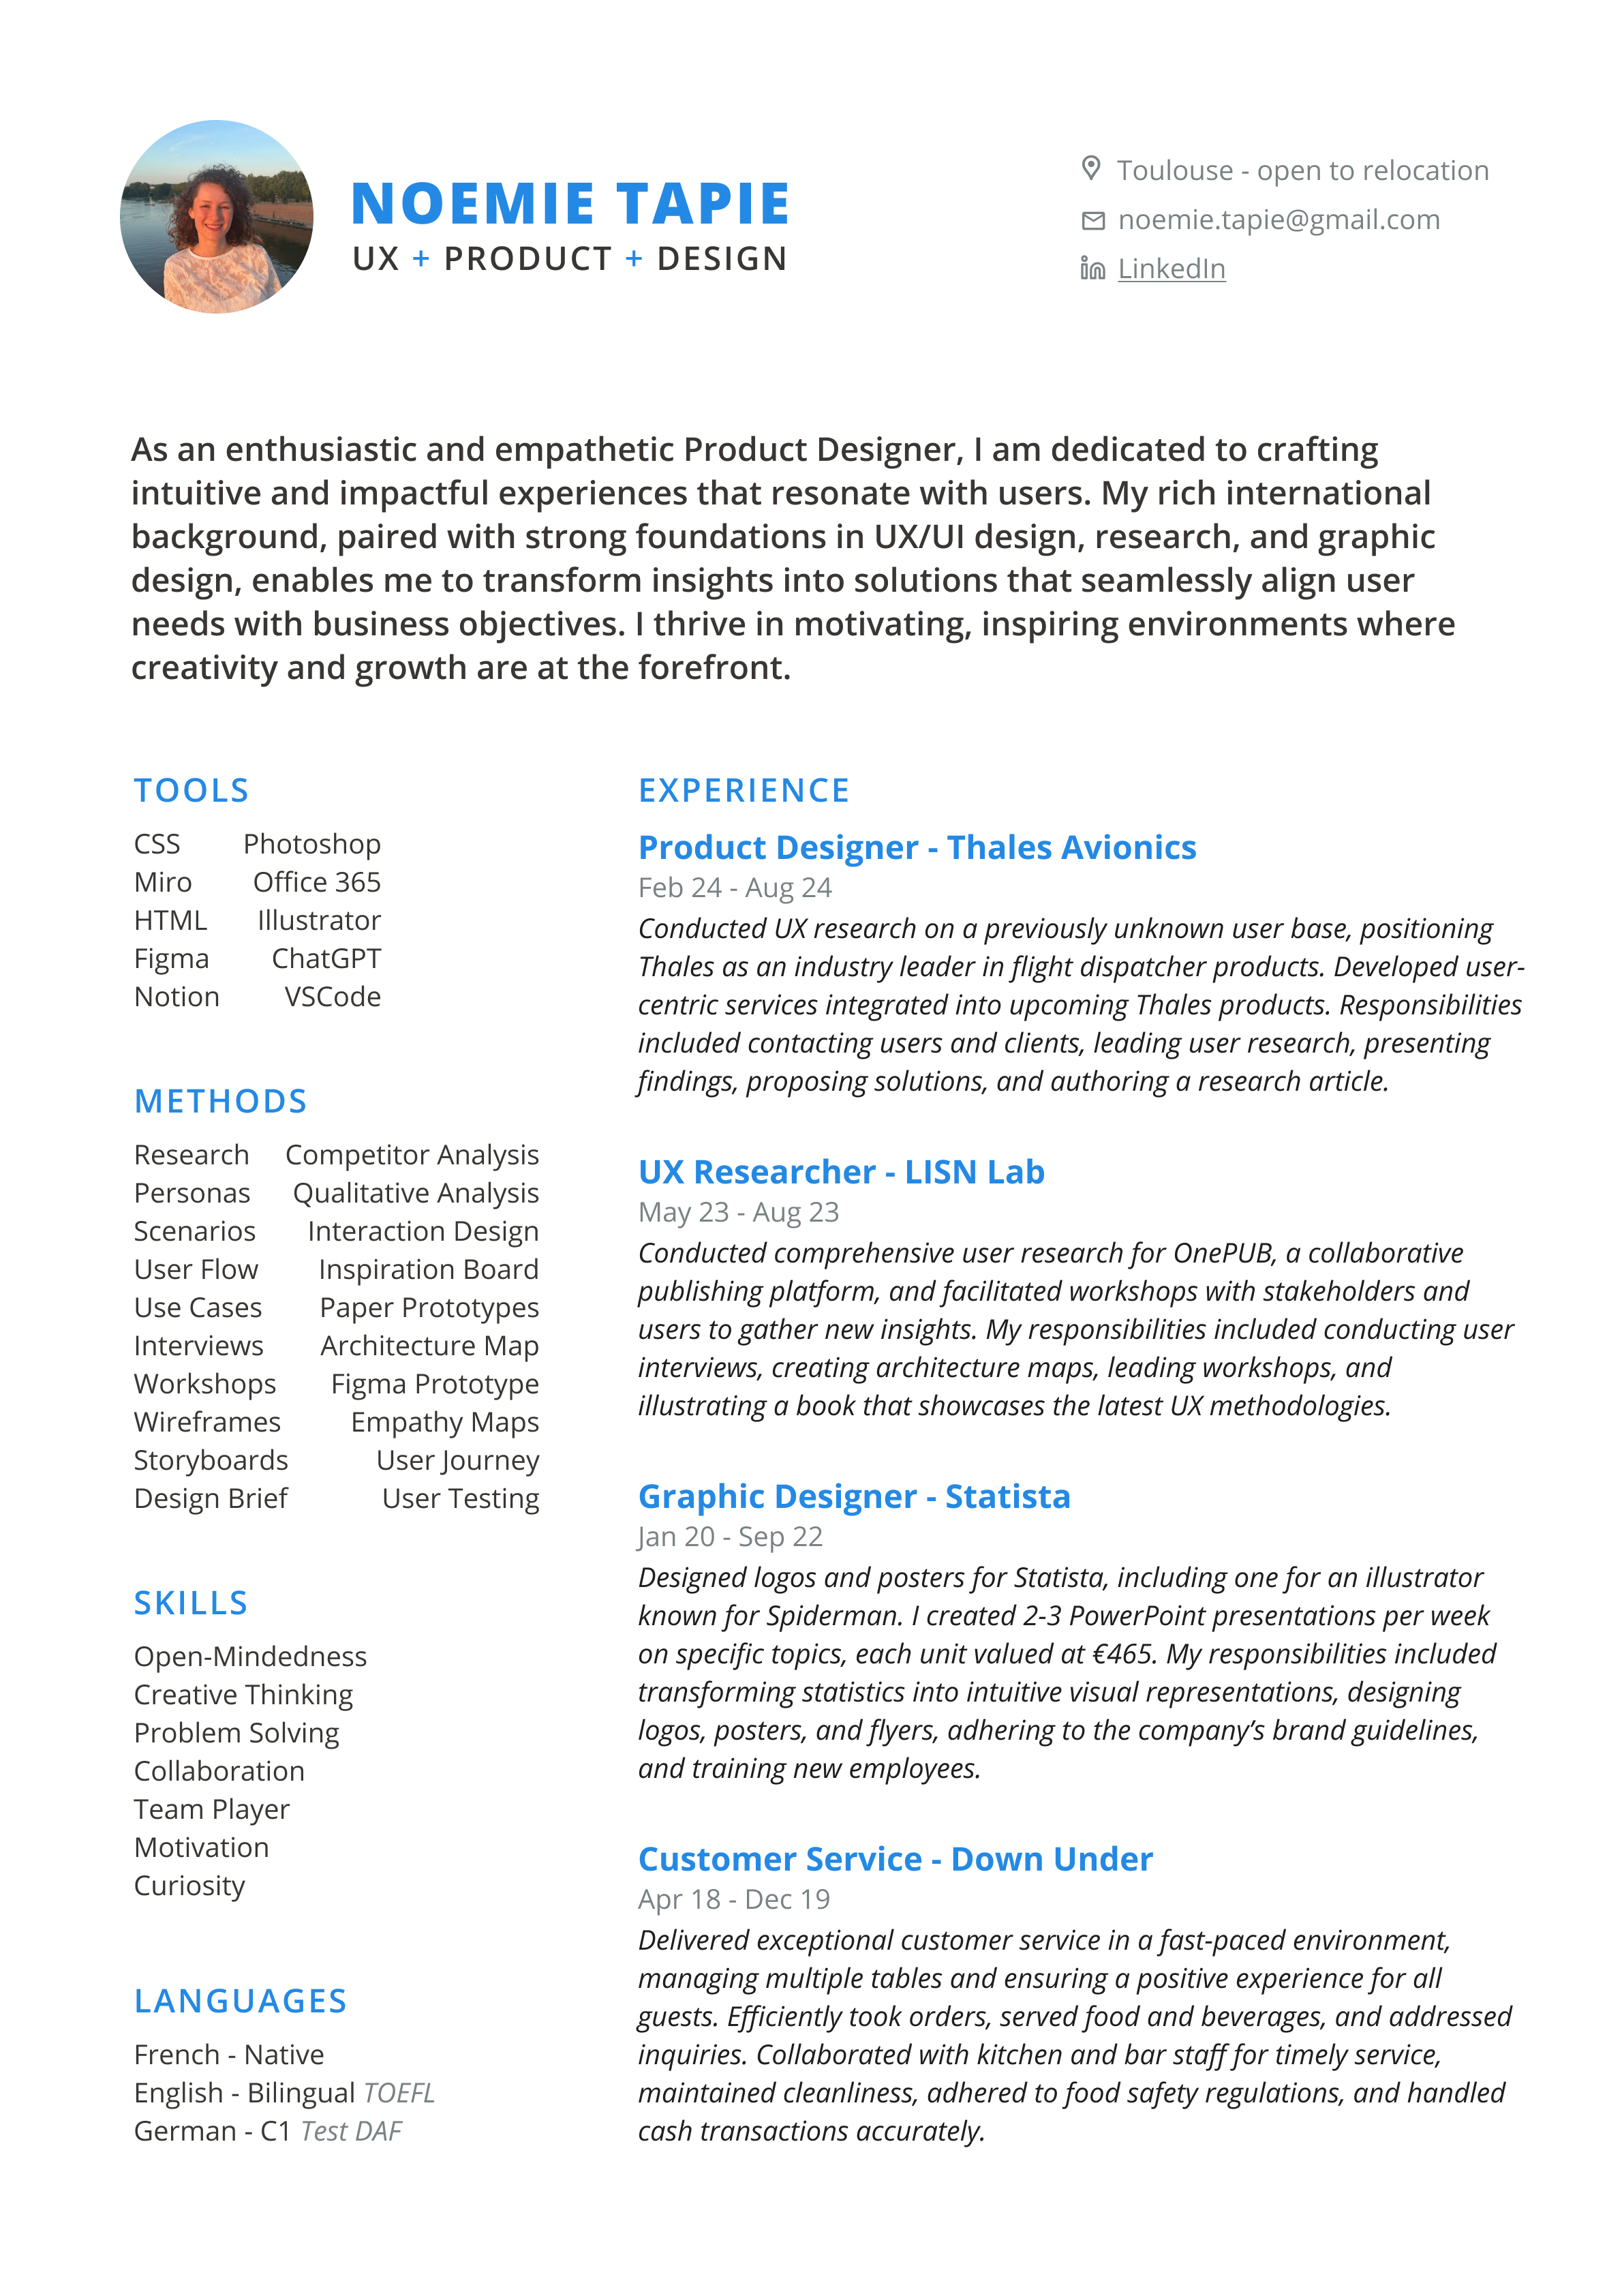 NOEMIE TAPIE
UX + PRODUCT + DESIGN
Toulouse - open to relocation
noemie.tapie@gmail.com
LinkedIn
As an enthusiastic and empathetic Product Designer, I am dedicated to crafting
intuitive and impactful experiences that resonate with users. My rich international
background, paired with strong foundations in UX/UI design, research, and graphic
design, enables me to transform insights into solutions that seamlessly align user
needs with business objectives. I thrive in motivating, inspiring environments where
creativity and growth are at the forefront.
TOOLS
CSS Photoshop
Miro Office 365
HTML Illustrator
Figma ChatGPT
Notion VSCode
METHODS
Research Competitor Analysis
Personas Qualitative Analysis
Scenarios Interaction Design
User Flow Inspiration Board
Use Cases Paper Prototypes
Interviews Architecture Map
Workshops Figma Prototype
Wireframes Empathy Maps
Storyboards User Journey
Design Brief User Testing
SKILLS
Open-Mindedness
Creative Thinking
Problem Solving
Collaboration
Team Player
Motivation
Curiosity
LANGUAGES
French - Native
English - Bilingual TOEFL
German - C1 Test DAF
EXPERIENCE
Product Designer - Thales Avionics
Feb 24 - Aug 24
Conducted UX research on a previously unknown user base, positioning
Thales as an industry leader in flight dispatcher products. Developed user-
centric services integrated into upcoming Thales products. Responsibilities
included contacting users and clients, leading user research, presenting
findings, proposing solutions, and authoring a research article.
UX Researcher - LISN Lab
May 23 - Aug 23
Conducted comprehensive user research for OnePUB, a collaborative
publishing platform, and facilitated workshops with stakeholders and
users to gather new insights. My responsibilities included conducting user
interviews, creating architecture maps, leading workshops, and
illustrating a book that showcases the latest UX methodologies.
Graphic Designer - Statista
Jan 20 - Sep 22
Designed logos and posters for Statista, including one for an illustrator
known for Spiderman. I created 2-3 PowerPoint presentations per week
on specific topics, each unit valued at €465. My responsibilities included
transforming statistics into intuitive visual representations, designing
logos, posters, and flyers, adhering to the company’s brand guidelines,
and training new employees.
Customer Service - Down Under
Apr 18 - Dec 19
Delivered exceptional customer service in a fast-paced environment,
managing multiple tables and ensuring a positive experience for all
guests. Efficiently took orders, served food and beverages, and addressed
inquiries. Collaborated with kitchen and bar staff for timely service,
maintained cleanliness, adhered to food safety regulations, and handled
cash transactions accurately.